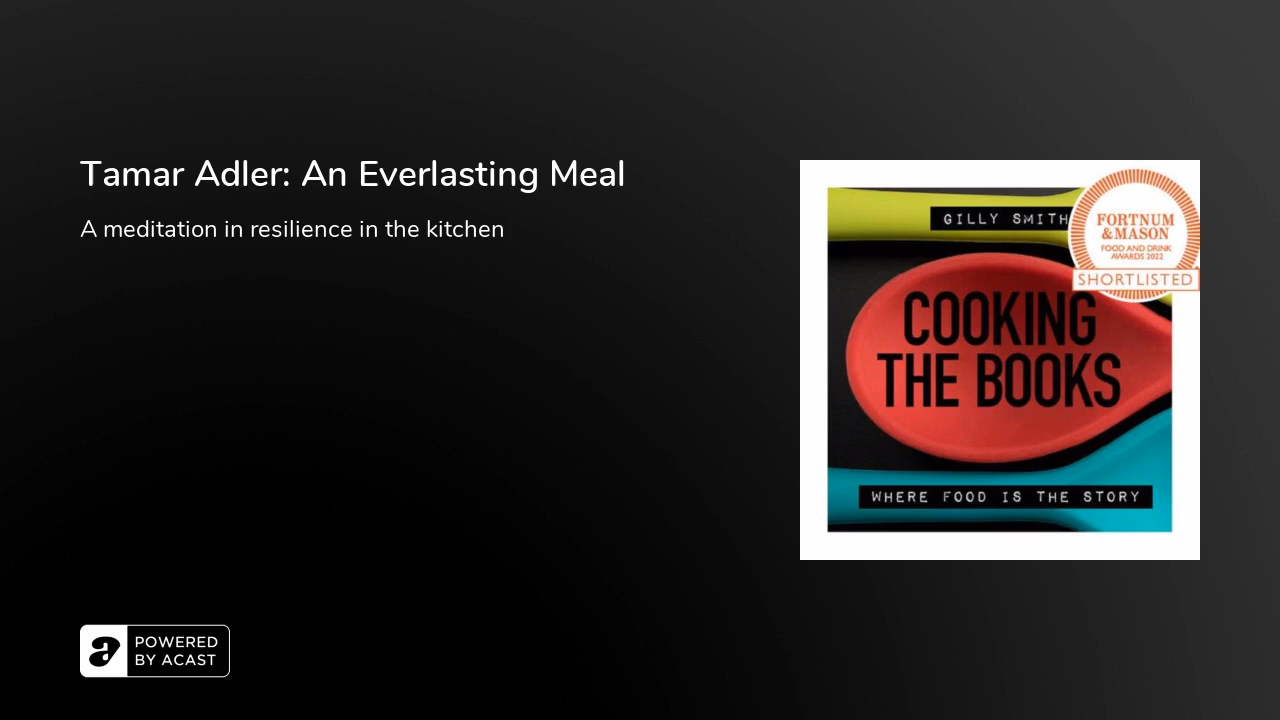 Tamar Adler: An Everlasting Meal
A meditation in resilience in the kitchen
GILLY SMITH
FORTNUM
&MASON
FOOD AND DRINK
AWARDS 2022
SHORTLISTED
COOKING
THE BOOKS
WHERE FOOD IS THE STORY
a
POWERED
BY ACAST